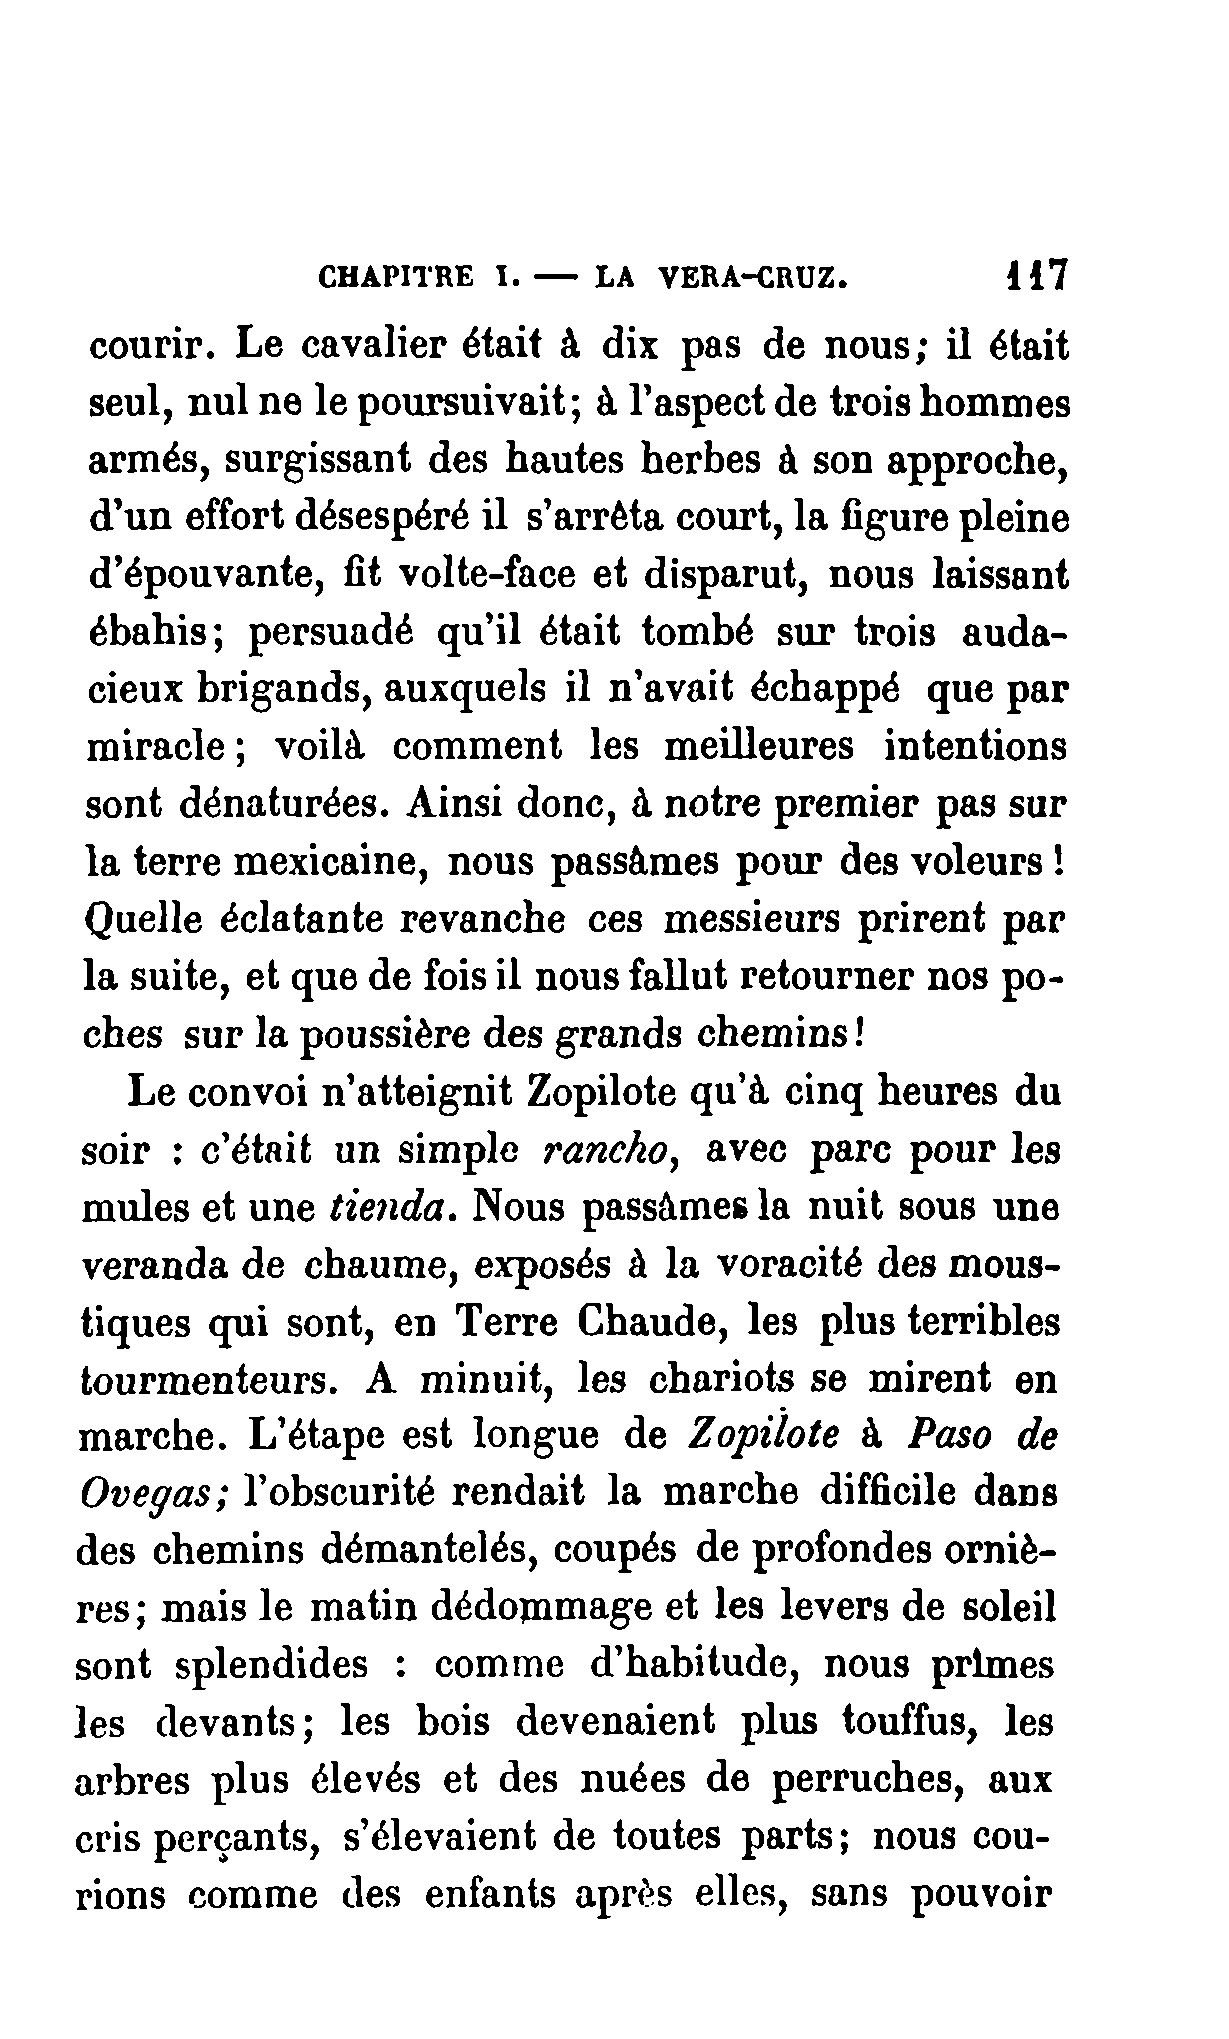 CHAPITRE I. — LA VERA-CRUZ. 117
courir. Le cavalier était à dix pas de nous; il était
seul, nul ne le poursuivait; à l'aspect de trois hommes
armés, surgissant des hautes herbes à son approche,
d'un effort désespéré il s'arrêta court, la figure pleine
d'épouvante, fit volte-face et disparut, nous laissant
ébahis; persuadé qu'il était tombé sur trois auda-
cieux brigands, auxquels il n'avait échappé que par
miracle; voilà comment les meilleures intentions
sont dénaturées. Ainsi donc, à notre premier pas sur
la terre mexicaine, nous passâmes pour des voleurs !
Quelle éclatante revanche ces messieurs prirent par
la suite, et que de fois il nous fallut retourner nos po-
ches sur la poussière des grands chemins!
Le convoi n'atteignit Zopilote qu'à cinq heures du
soir : c'était un simple rancho, avec parc pour les
mules et une tienda. Nous passâmes la nuit sous une
veranda de chaume, exposés à la voracité des mous-
tiques qui sont, en Terre Chaude, les plus terribles
tourmenteurs. A minuit, les chariots se mirent en
marche. L'étape est longue de Zopilote à Paso de
Ovegas; l'obscurité rendait la marche difficile dans
des chemins démantelés, coupés de profondes orniè-
res; mais le matin dédommage et les levers de soleil
sont splendides : comme d'habitude, nous prîmes
les devants; les bois devenaient plus touffus, les
arbres plus élevés et des nuées de perruches, aux
cris perçants, s'élevaient de toutes parts; nous cou-
rions comme des enfants après elles, sans pouvoir